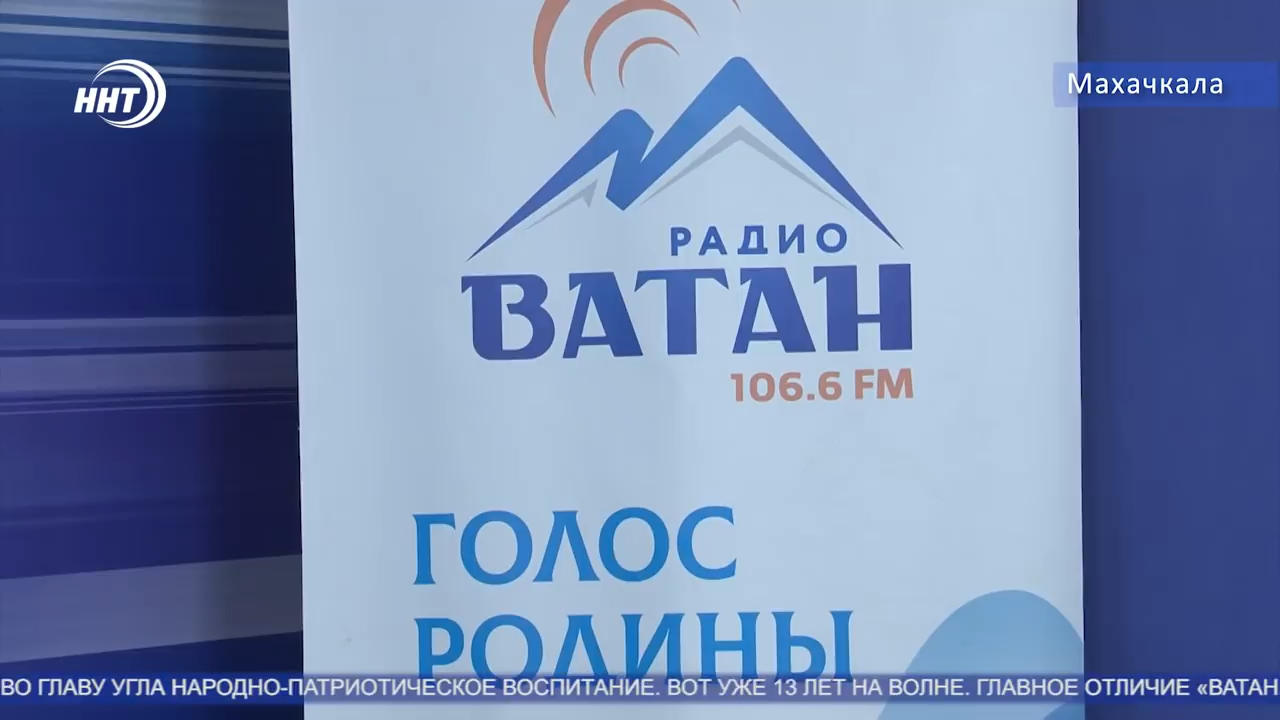 ННТ
Махачкала
РАДИО
ВАТАН
106.6 FM
ГОЛОС
РОДИНЫ
ВО ГЛАВУ УГЛА НАРОДНО-ПАТРИОТИЧЕСКОЕ ВОСПИТАНИЕ. ВОТ УЖЕ 13 ЛЕТ НА ВОЛНЕ. ГЛАВНОЕ ОТЛИЧИЕ «ВАТАН